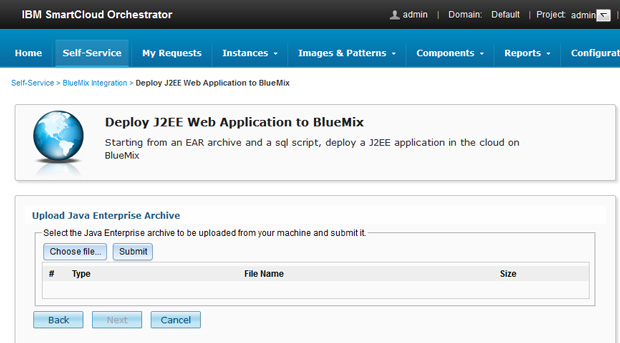 IBM SmartCloud Orchestrator
admin | Domain: Default | Project: admin
Home Self-Service My Requests Instances Images & Patterns Components Reports Configurat
Self-Service > BlueMix Integration > Deploy J2EE Web Application to BlueMix
Deploy J2EE Web Application to BlueMix
Starting from an EAR archive and a sql script, deploy a J2EE application in the cloud on
BlueMix
Upload Java Enterprise Archive
Select the Java Enterprise archive to be uploaded from your machine and submit it.
Choose file... Submit
# Type File Name Size
Back Next Cancel